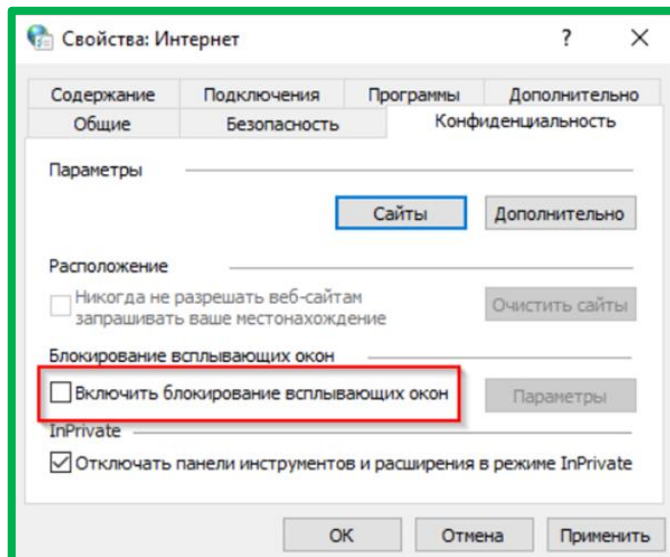 Свойства: Интернет
?
Содержание Подключения Программы Дополнительно
Общие Безопасность Конфиденциальность
Параметры
Сайты Дополнительно
Расположение
Никогда не разрешать веб-сайтам
запрашивать ваше местонахождение
Очистить сайты
Блокирование всплывающих окон
Включить блокирование всплывающих окон Параметры
InPrivate
Отключать панели инструментов и расширения в режиме InPrivate
ОК Отмена Применить